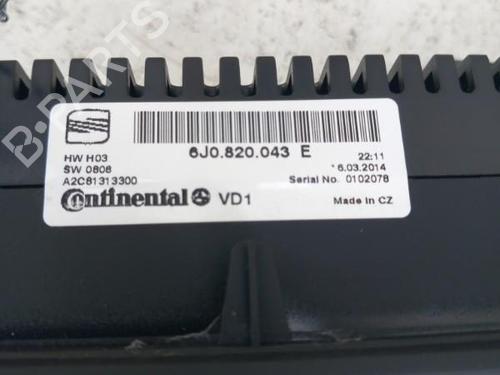 B-PARTS
6J0.820.043 E
HW H03
SW 0806
A2C81313300
22:11
*6.03.2014
Serial No. 0102078
Continental VD1
Made in CZ